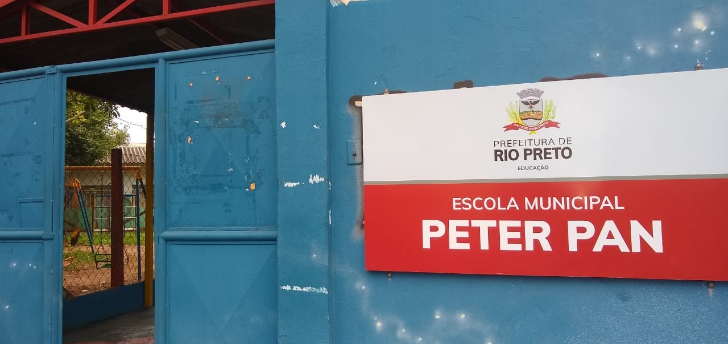 PREFEITURA DE
RIO PRETO
EDUCAÇÃO
ESCOLA MUNICIPAL
PETER PAN